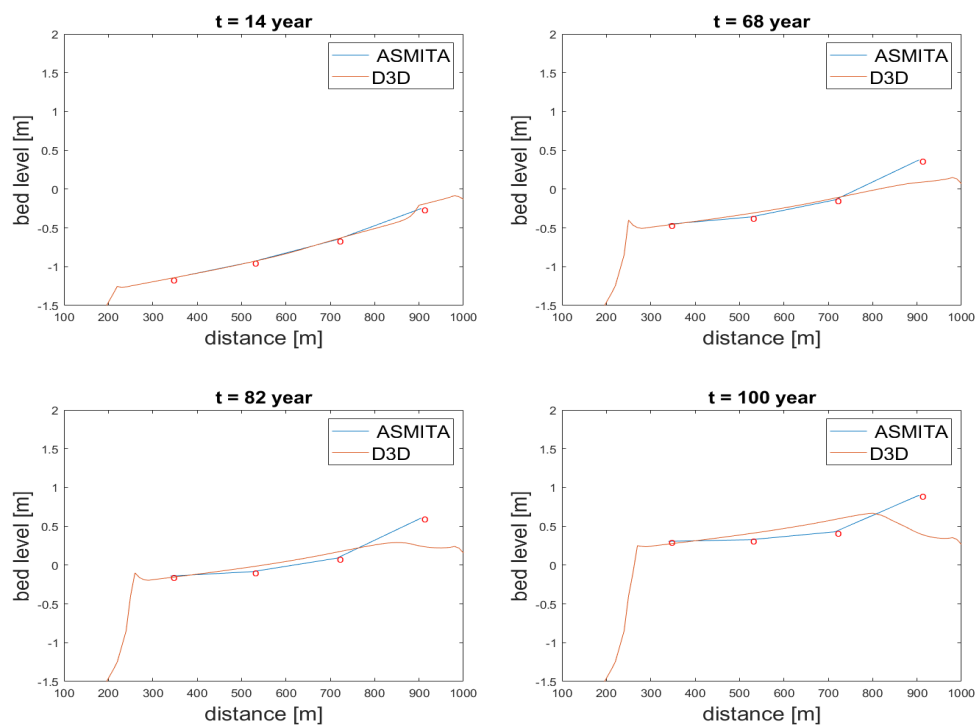 t = 14 year
2
1.5
1
0.5
0
-0.5
-1
-1.5
bed level [m]
100 200 300 400 500 600 700 800 900 1000
distance [m]
ASMITA
D3D
t = 68 year
2
1.5
1
0.5
0
-0.5
-1
-1.5
bed level [m]
100 200 300 400 500 600 700 800 900 1000
distance [m]
ASMITA
D3D
t = 82 year
2
1.5
1
0.5
0
-0.5
-1
-1.5
bed level [m]
100 200 300 400 500 600 700 800 900 1000
distance [m]
ASMITA
D3D
t = 100 year
2
1.5
1
0.5
0
-0.5
-1
-1.5
bed level [m]
100 200 300 400 500 600 700 800 900 1000
distance [m]
ASMITA
D3D